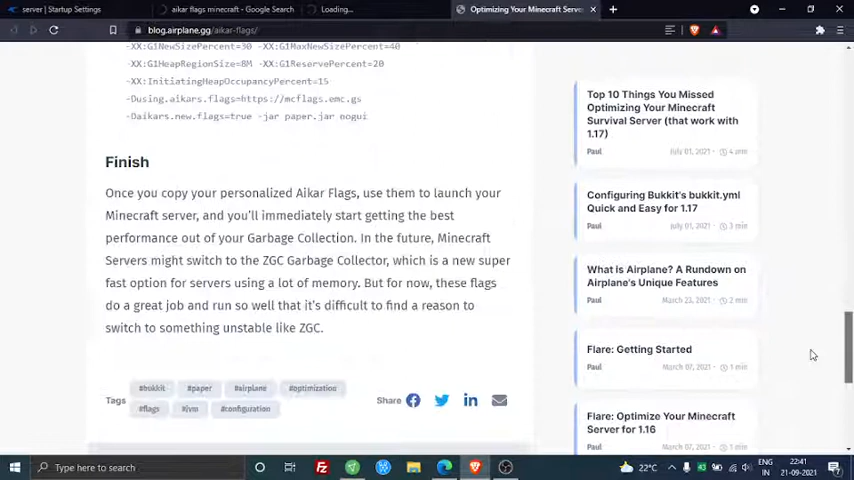 server | Startup Settings
aikar flags minecraft - Google Search
Loading...
Optimizing Your Minecraft Serve
blog.airplane.gg/aikar-flags/
-XX:G1NewSizePercent=30 -XX:G1MaxNewSizePercent=40
-XX:G1HeapRegionSize=8M -XX:G1ReservePercent=20
-XX:InitiatingHeapOccupancyPercent=15
-Dusing.aikars.flags=https://mcflags.emc.gs
-Daikars.new.flags=true -jar paper.jar nogui
Finish
Once you copy your personalized Aikar Flags, use them to launch your
Minecraft server, and you'll immediately start getting the best
performance out of your Garbage Collection. In the future, Minecraft
Servers might switch to the ZGC Garbage Collector, which is a new super
fast option for servers using a lot of memory. But for now, these flags
do a great job and run so well that it's difficult to find a reason to
switch to something unstable like ZGC.
Tags
#bukkit #paper #airplane #optimization
#flags #jvm #configuration
Share
Top 10 Things You Missed
Optimizing Your Minecraft
Survival Server (that work with
1.17)
Paul July 01, 2021 · 4 min
Configuring Bukkit's bukkit.yml
Quick and Easy for 1.17
Paul July 01, 2021 · 3 min
What is Airplane? A Rundown on
Airplane's Unique Features
Paul March 23, 2021 · 2 min
Flare: Getting Started
Paul March 07, 2021 · 1 min
Flare: Optimize Your Minecraft
Server for 1.16
Paul March 07, 2021 · 1 min
Type here to search
22°C
ENG
IN
22:41
21-09-2021